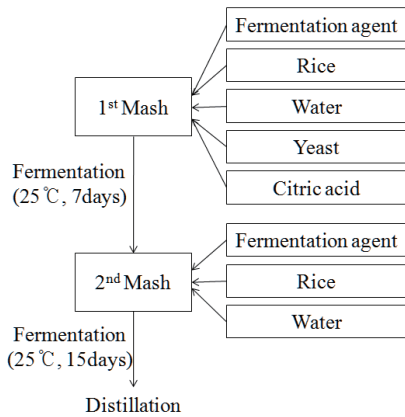 Fermentation agent
Rice
1st Mash
Water
Yeast
Citric acid
Fermentation
(25℃, 7days)
Fermentation agent
2nd Mash
Rice
Water
Fermentation
(25℃, 15days)
Distillation